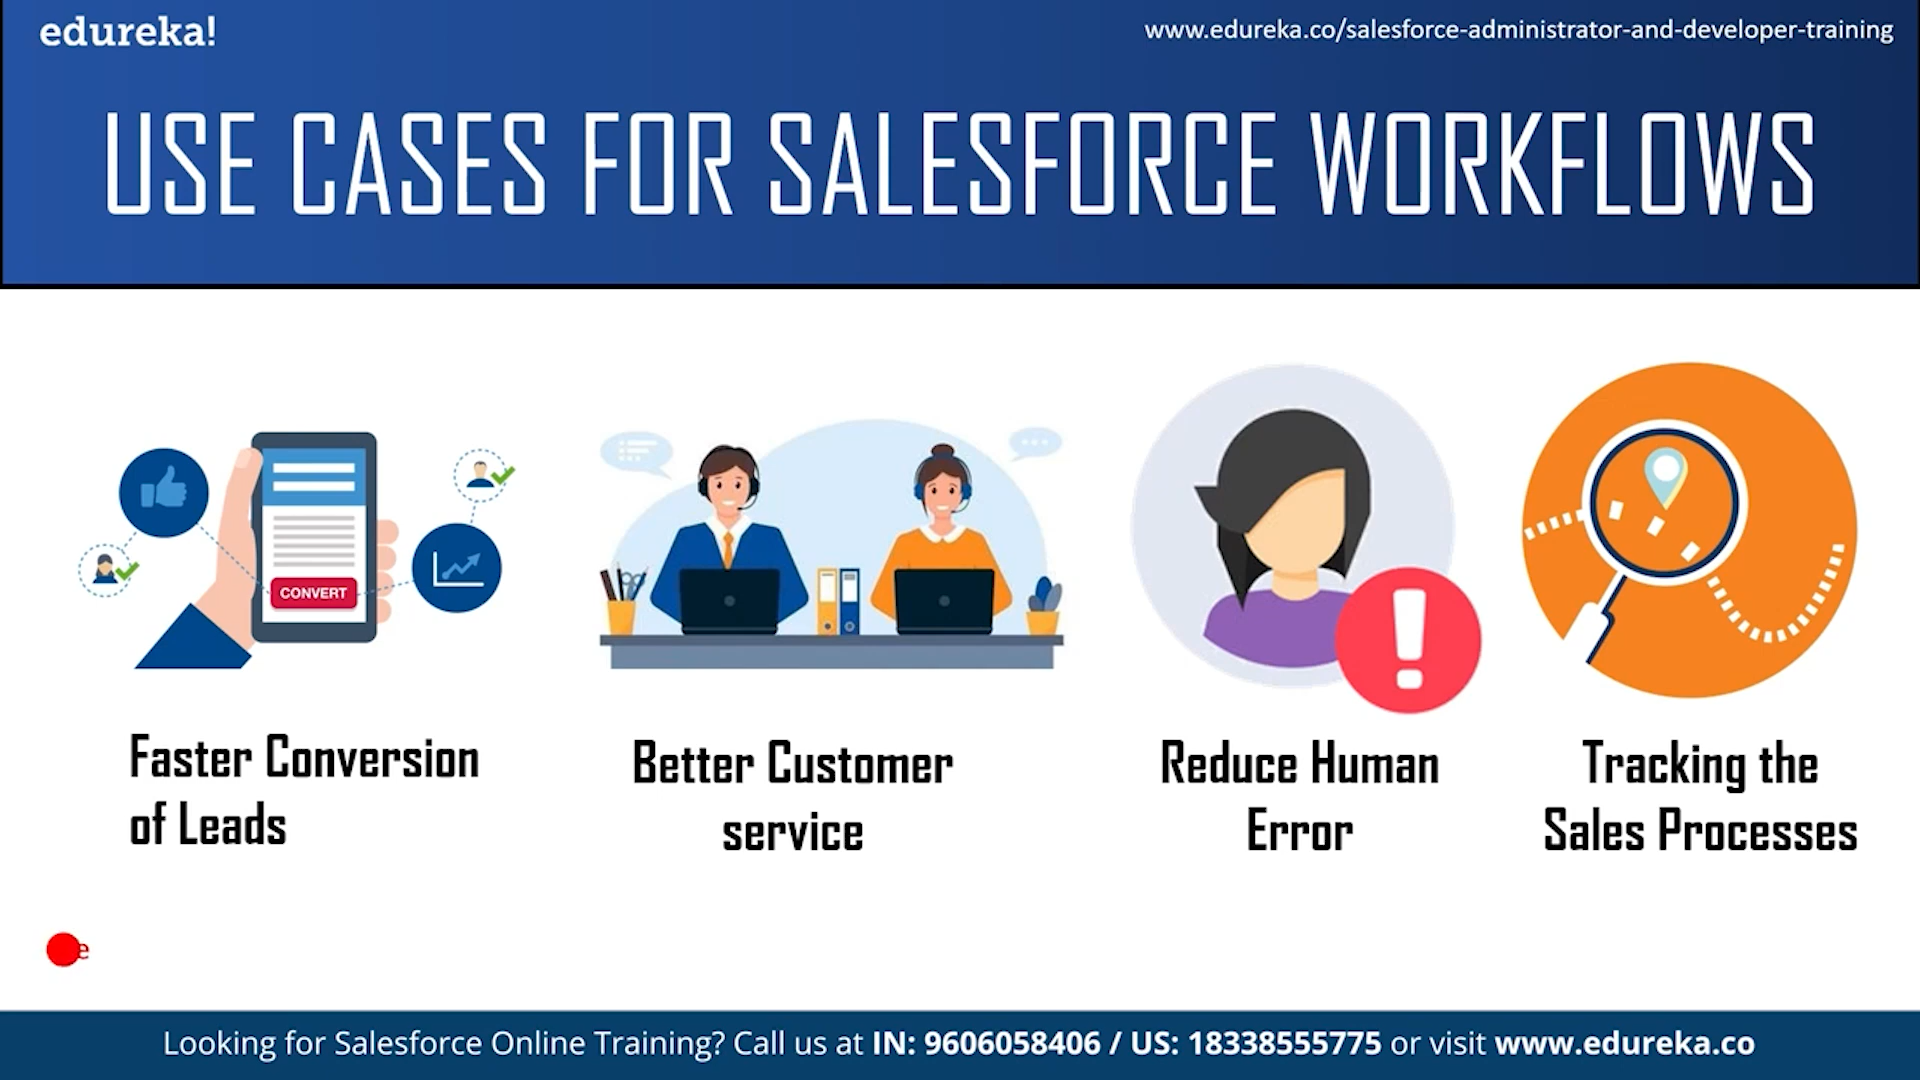 edureka!
www.edureka.co/salesforce-administrator-and-developer-training
USE CASES FOR SALESFORCE WORKFLOWS
CONVERT
Faster Conversion
of Leads
Better Customer
service
Reduce Human
Error
Tracking the
Sales Processes
e
Looking for Salesforce Online Training? Call us at IN: 9606058406 / US: 18338555775 or visit www.edureka.co